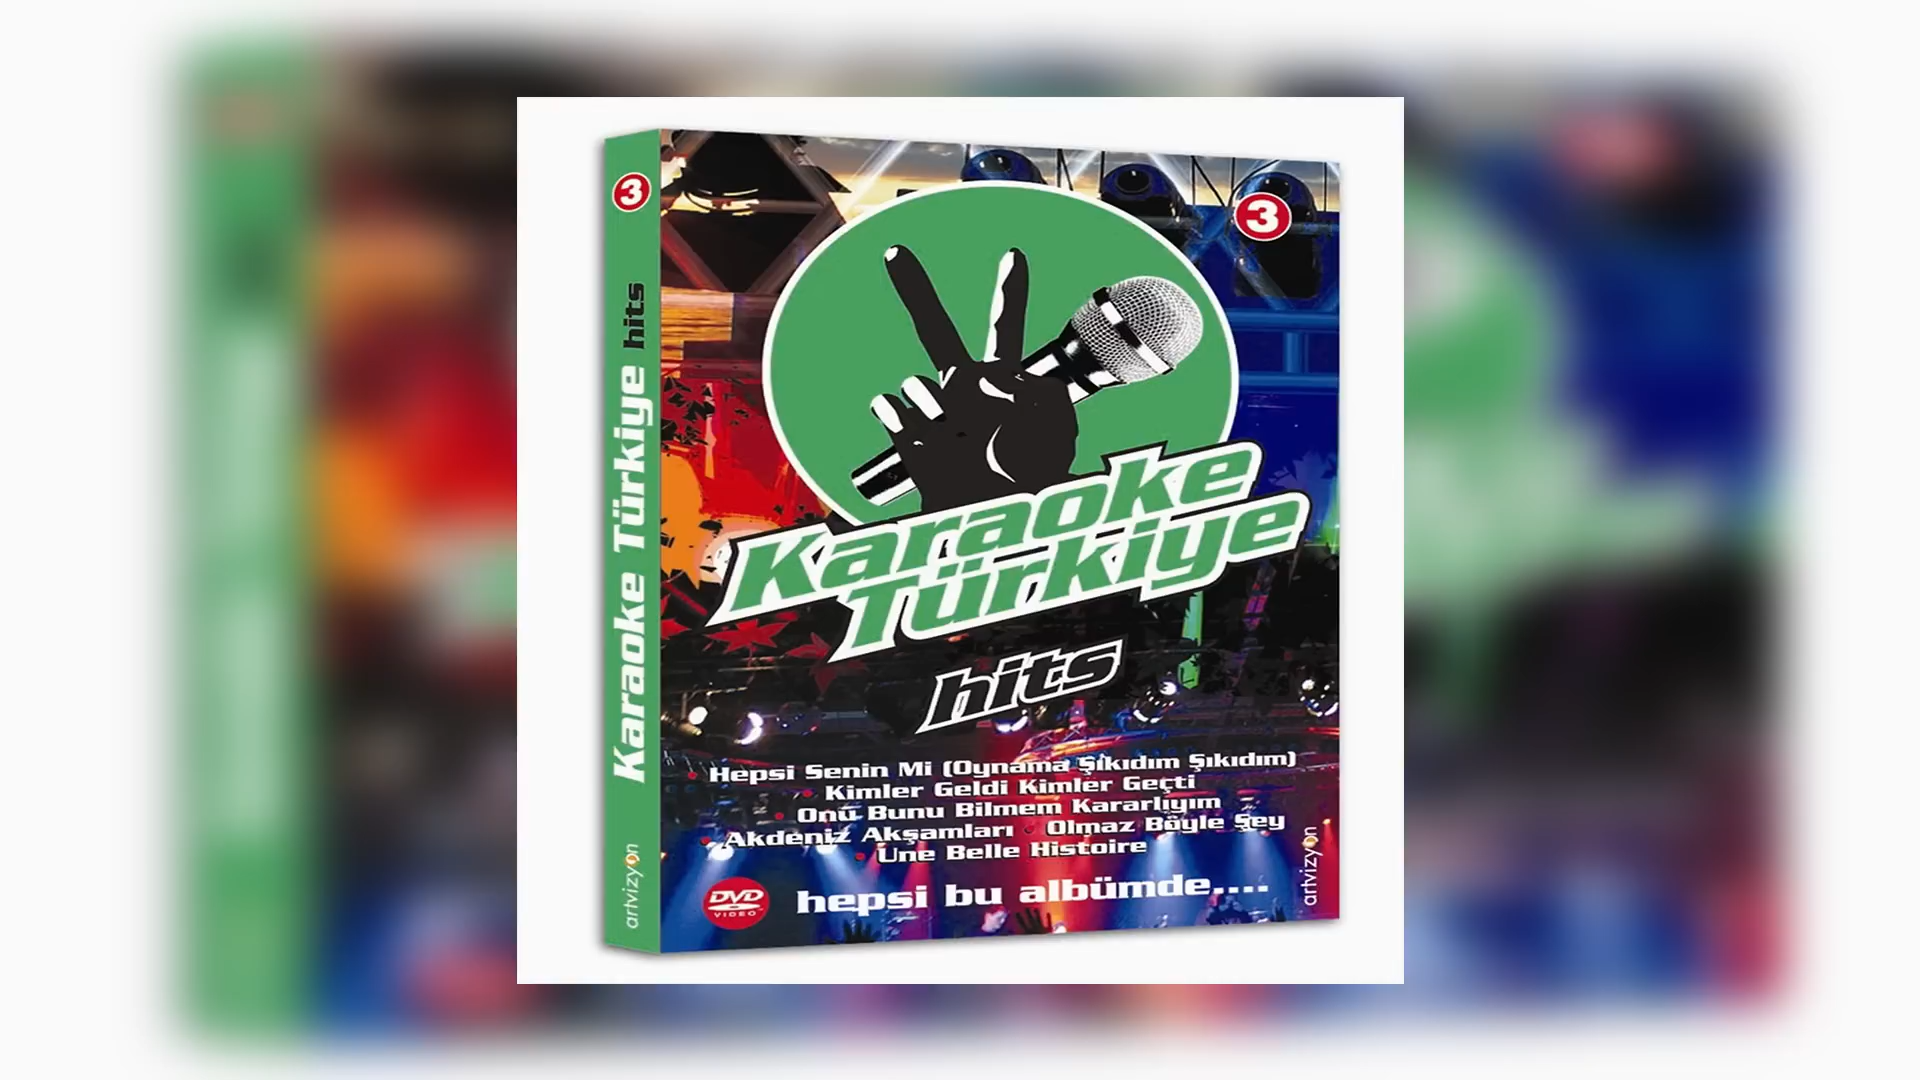 3
Karaoke Türkiye hits
artvizyon
3
Karaoke
Türkiye
hits
• Hepsi Senin Mi (Oynama Şıkıdım Şıkıdım)
• Kimler Geldi Kimler Geçti
• Onu Bunu Bilmem Kararlıyım
• Akdeniz Akşamları • Olmaz Böyle Şey
• Une Belle Histoire
DVD
VIDEO
hepsi bu albümde....
artvizyon